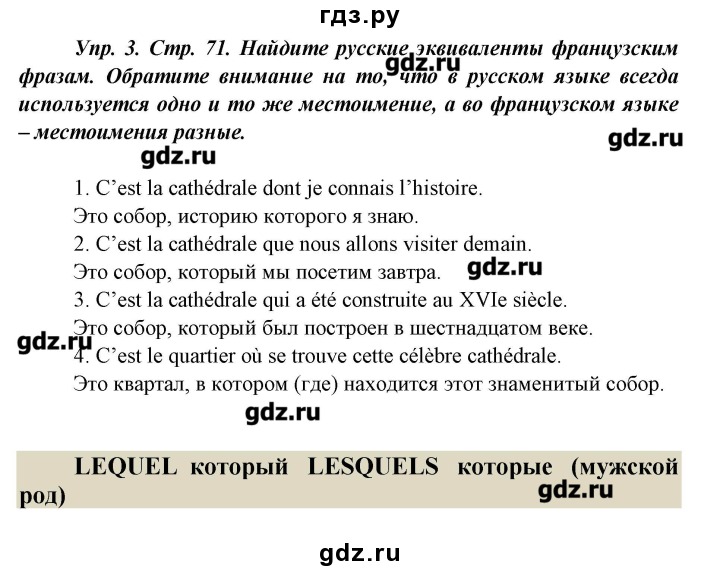 гдз.ру
Упр. 3. Стр. 71. Найдите русские эквиваленты французским
gdz.ru
фразам. Обратите внимание на то, что в русском языке всегда
используется одно и то же местоимение, а во французском языке
– местоимения разные.
gdz.ru
gdz.ru
1. C’est la cathédrale dont je connais l’histoire.
Это собор, историю которого я знаю.
2. C’est la cathédrale que nous allons visiter demain.
Это собор, который мы посетим завтра.
gdz.ru
3. C’est la cathédrale qui a été construite au XVIe siècle.
Это собор, который был построен в шестнадцатом веке.
gdz.ru
4. C’est le quartier où se trouve cette célèbre cathédrale.
Это квартал, в котором (где) находится этот знаменитый собор.
gdz.ru
LEQUEL который LESQUELS которые (мужской
род)
gdz.ru
gdz.ru